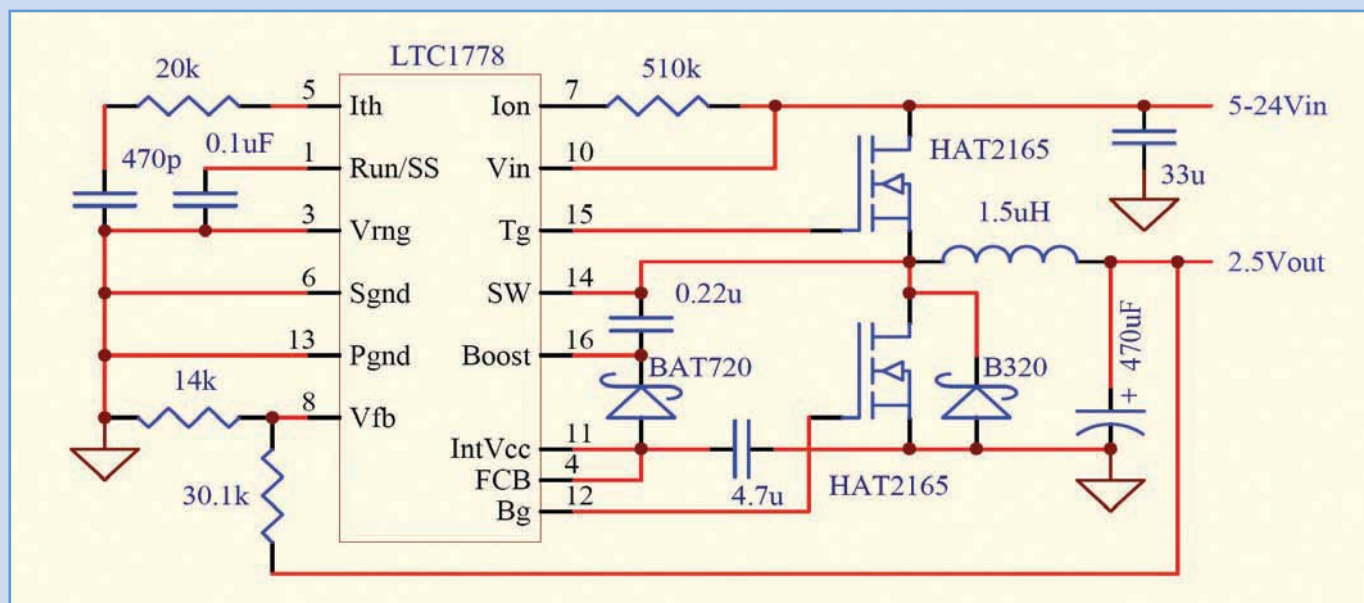 LTC1778
20k
5
Ith
Ion
7
510k
5-24Vin
470p
0.1uF
1
Run/SS
Vin
10
HAT2165
33u
3
Vrng
Tg
15
1.5uH
6
Sgnd
SW
14
0.22u
2.5Vout
13
Pgnd
Boost
16
BAT720
B320
470uF
+
14k
8
Vfb
IntVcc
11
FCB
4
Bg
12
4.7u
HAT2165
30.1k